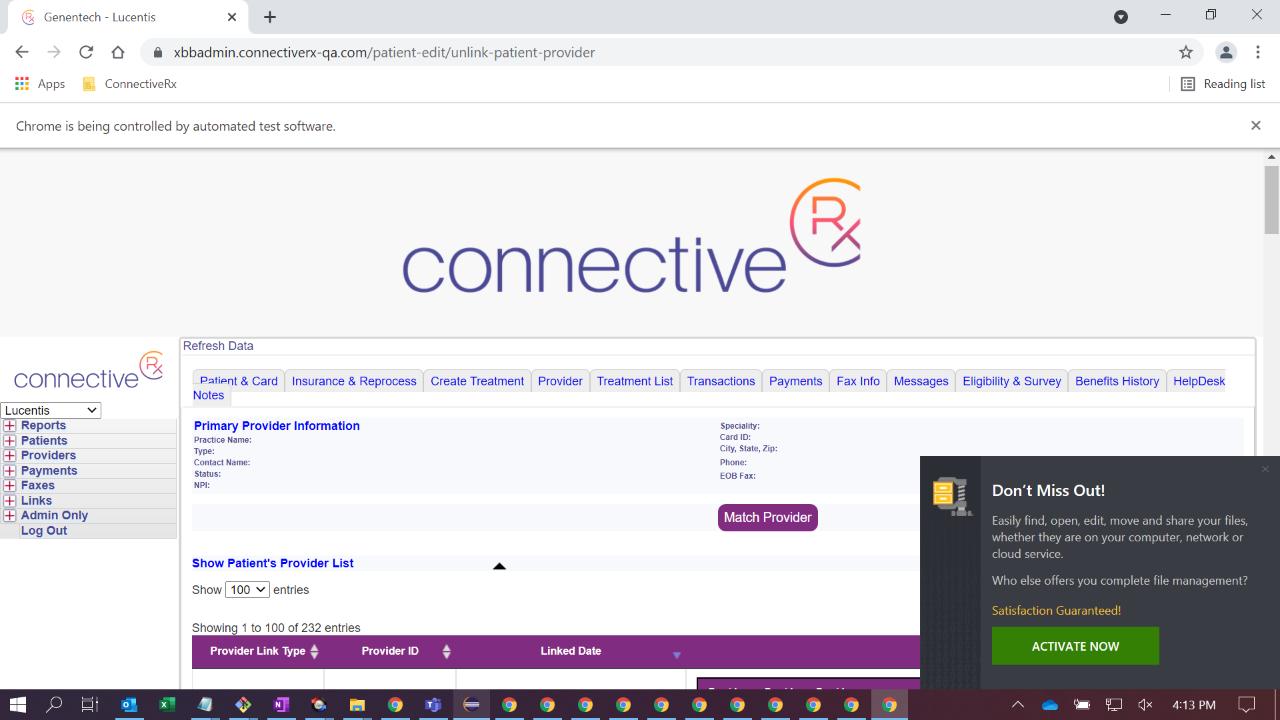 Genentech - Lucentis
xbbadmin.connectiverx-qa.com/patient-edit/unlink-patient-provider
Apps
ConnectiveRx
Reading list
Chrome is being controlled by automated test software.
connective Rx
connective Rx
Lucentis
Reports
Patients
Providers
Payments
Faxes
Links
Admin Only
Log Out
Refresh Data
Patient & Card Insurance & Reprocess Create Treatment Provider Treatment List Transactions Payments Fax Info Messages Eligibility & Survey Benefits History HelpDesk
Notes
Primary Provider Information
Practice Name:
Type:
Contact Name:
Status:
NPI:
Speciality:
Card ID:
City, State, Zip:
Phone:
EOB Fax:
Match Provider
Show Patient's Provider List
Show 100 entries
Showing 1 to 100 of 232 entries
Provider Link Type Provider ID Linked Date
Don't Miss Out!
Easily find, open, edit, move and share your files,
whether they are on your computer, network or
cloud service.
Who else offers you complete file management?
Satisfaction Guaranteed!
ACTIVATE NOW
4:13 PM